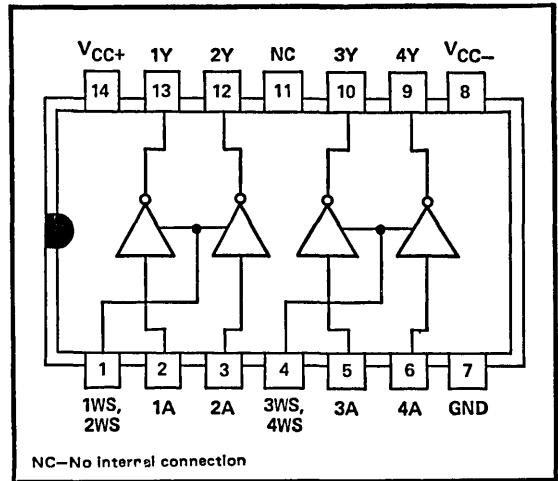 VCC+ 1Y 2Y NC 3Y 4Y VCC−
14 13 12 11 10 9 8
1 2 3 4 5 6 7
1WS, 2WS 1A 2A 3WS, 4WS 3A 4A GND
NC—No internal connection